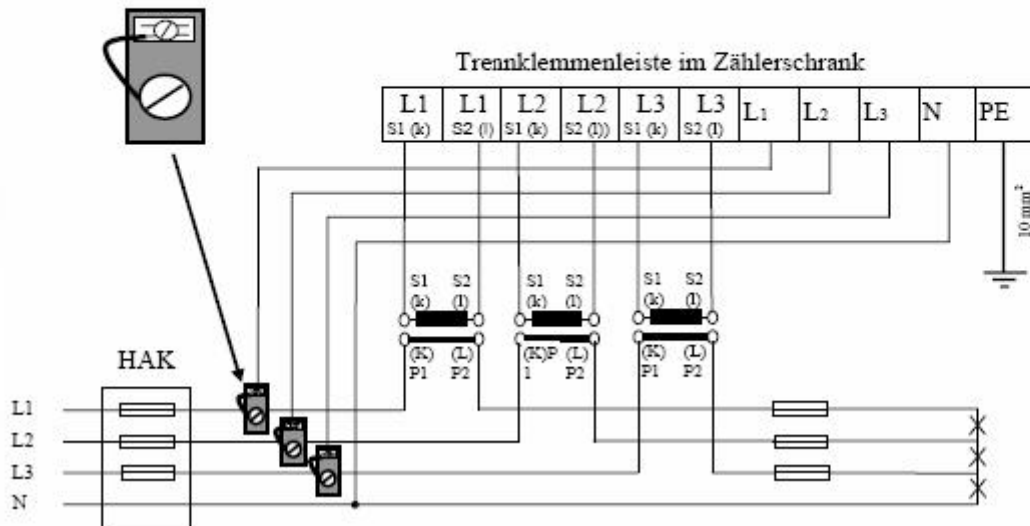 Trennklemmenleiste im Zählerschrank
L1 L1 L2 L2 L3 L3 L1 L2 L3 N PE
S1 (k) S2 (l) S1 (k) S2 (l)) S1 (k) S2 (l)
10 mm²
S1 S2 S1 S2 S1 S2
(k) (l) (k) (l) (k) (l)
HAK
(K) (L) (K)P (L) (K) (L)
P1 P2 1 P2 P1 P2
L1
L2
L3
N